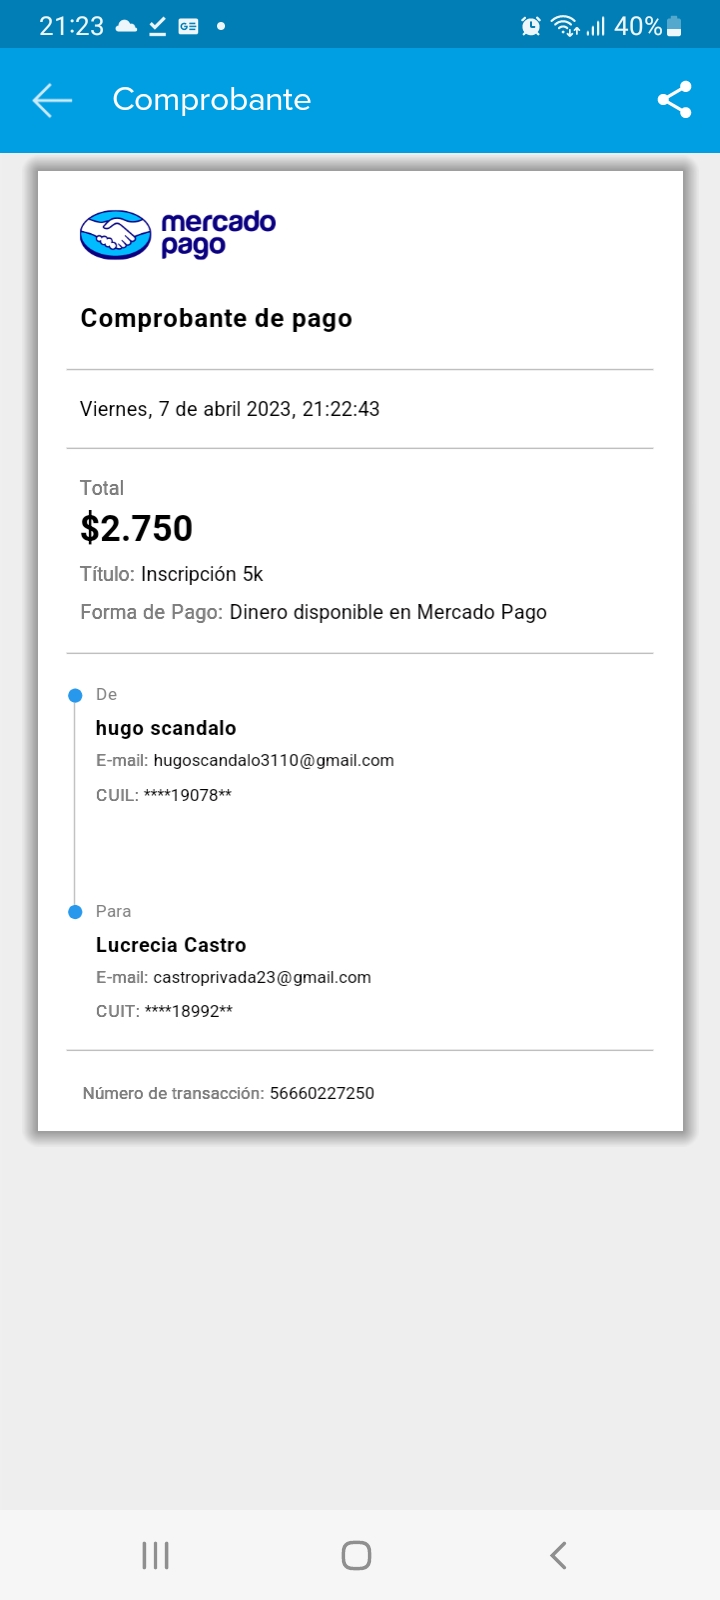 21:23
40%
Comprobante
mercado
pago
Comprobante de pago
Viernes, 7 de abril 2023, 21:22:43
Total
$2.750
Título: Inscripción 5k
Forma de Pago: Dinero disponible en Mercado Pago
De
hugo scandalo
E-mail: hugoscandalo3110@gmail.com
CUIL: ****19078**
Para
Lucrecia Castro
E-mail: castroprivada23@gmail.com
CUIT: ****18992**
Número de transacción: 56660227250